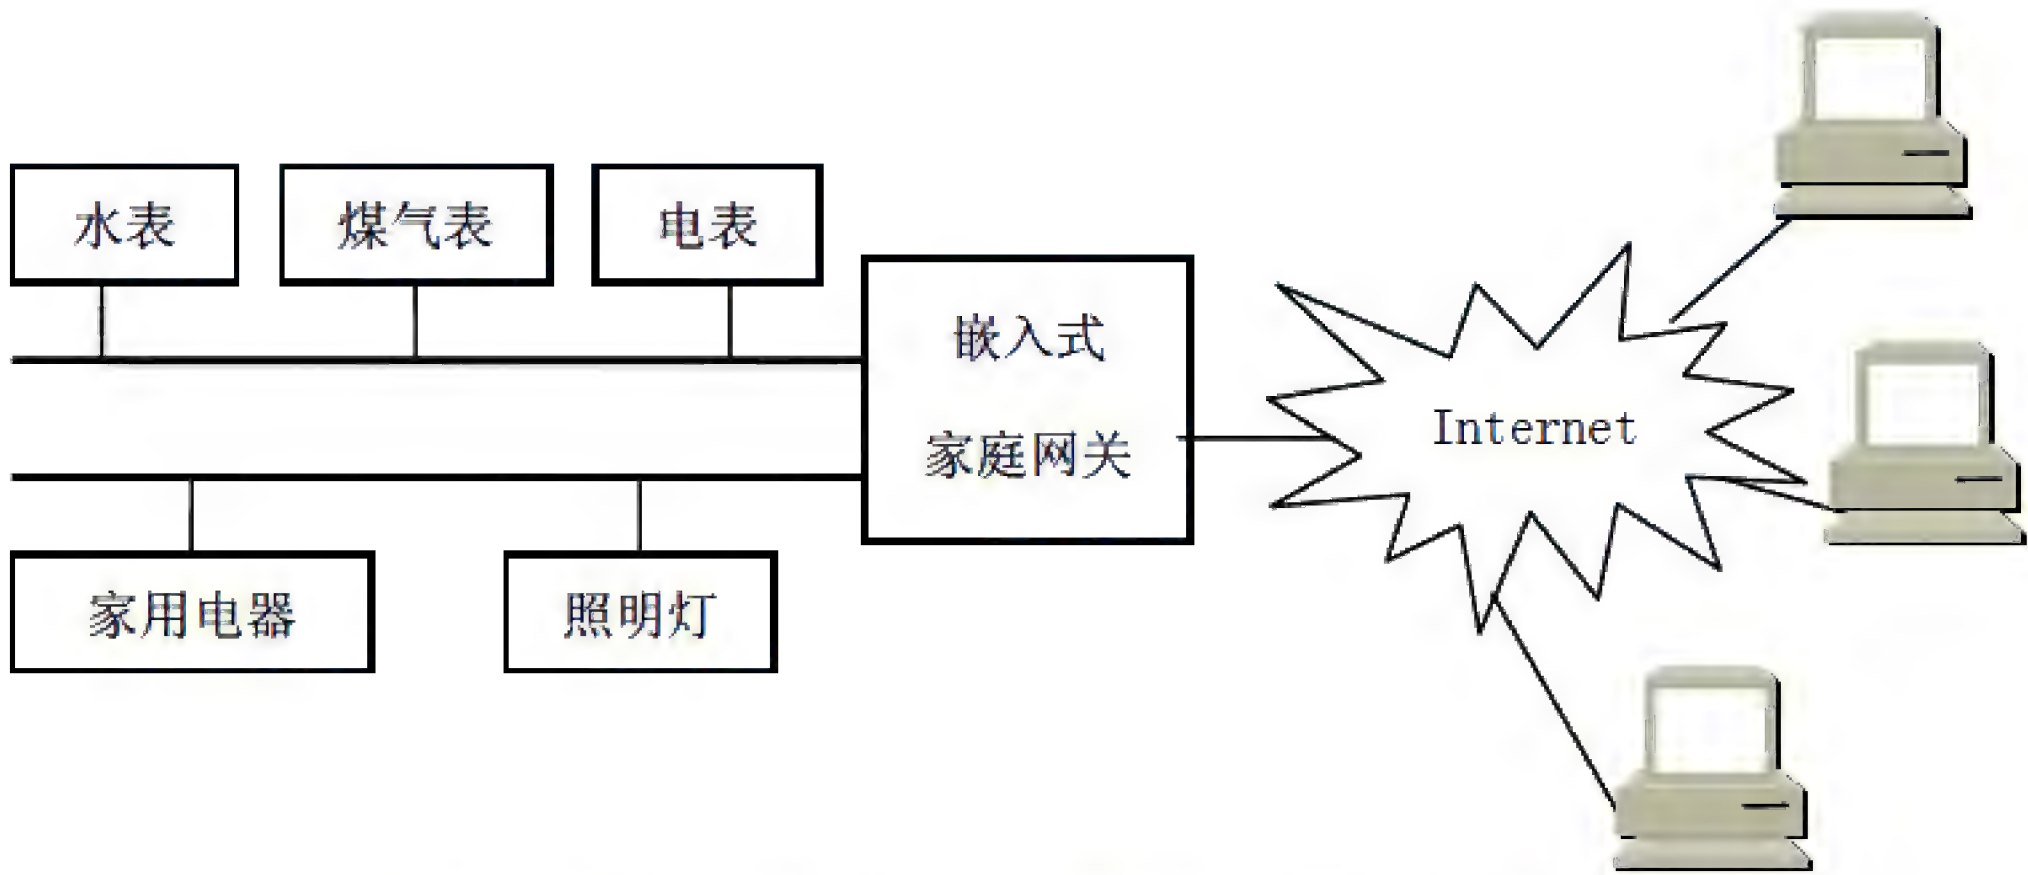 水表
煤气表
电表
嵌入式
家庭网关
Internet
家用电器
照明灯